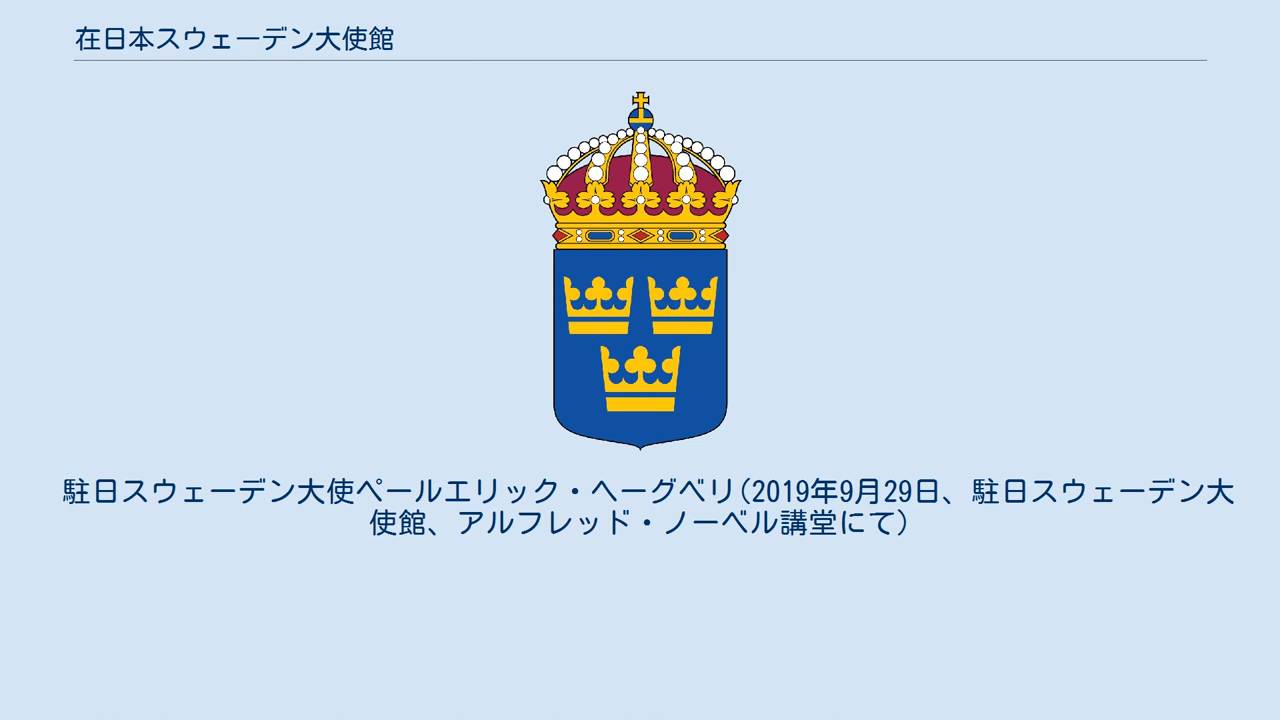 在日本スウェーデン大使館
駐日スウェーデン大使ペールエリック・ヘーグベリ(2019年9月29日、駐日スウェーデン大
使館、アルフレッド・ノーベル講堂にて)